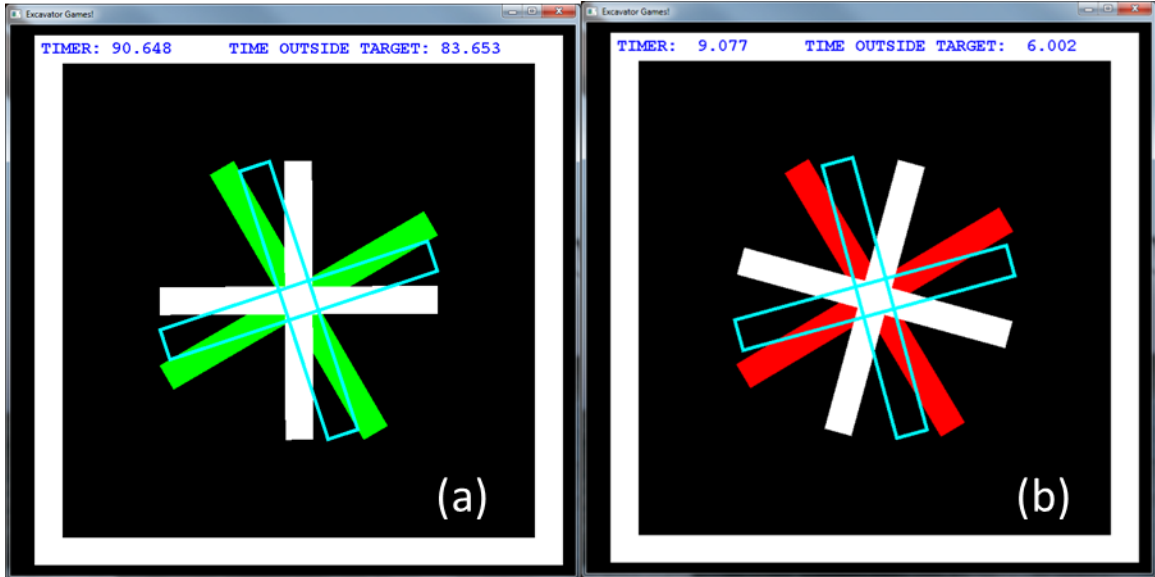 Excavator Games!
TIMER: 90.648 TIME OUTSIDE TARGET: 83.653
(a)
Excavator Games!
TIMER: 9.077 TIME OUTSIDE TARGET: 6.002
(b)